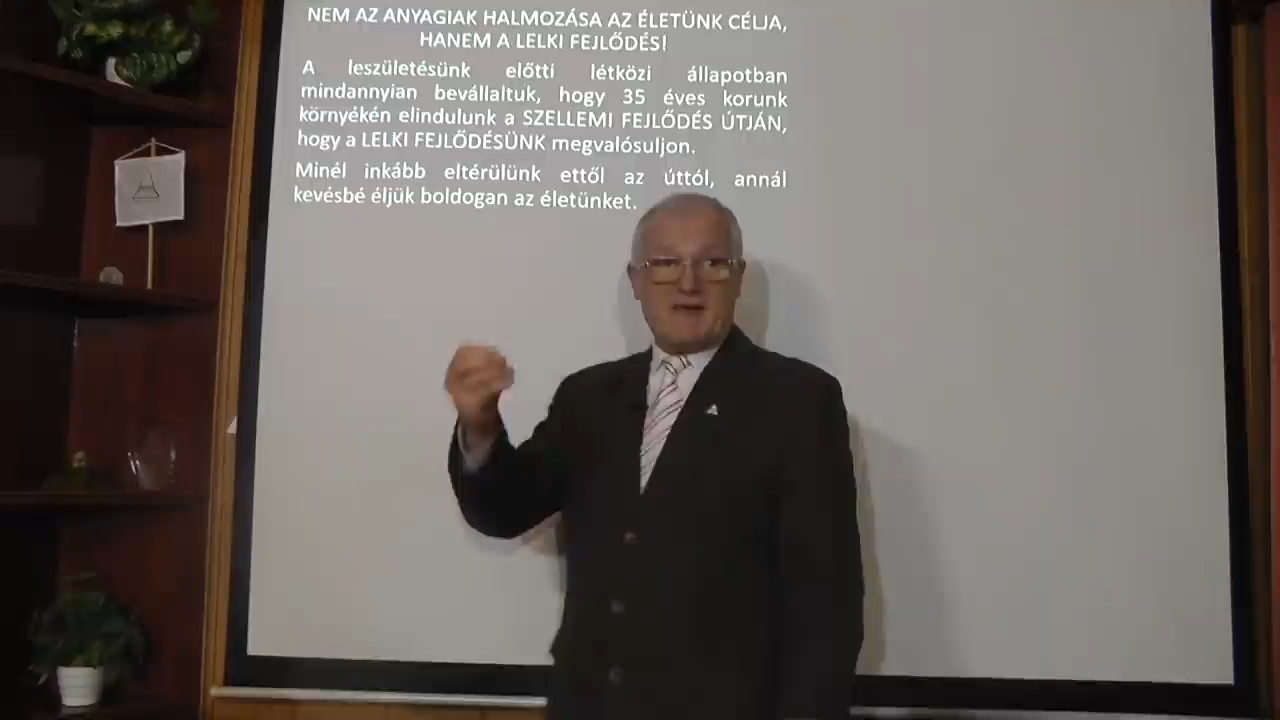 NEM AZ ANYAGIAK HALMOZÁSA AZ ÉLETÜNK CÉLJA,
HANEM A LELKI FEJLŐDÉS!
A leszületésünk előtti létközi állapotban
mindannyian bevállaltuk, hogy 35 éves korunk
környékén elindulunk a SZELLEMI FEJLŐDÉS ÚTJÁN,
hogy a LELKI FEJLŐDÉSÜNK megvalósuljon.
Minél inkább eltérülünk ettől az úttól, annál
kevésbé éljük boldogan az életünket.